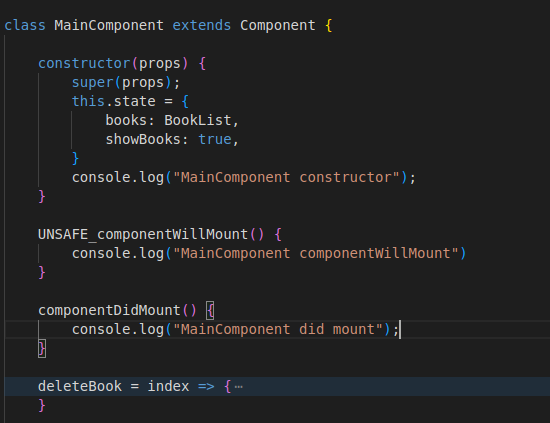 class MainComponent extends Component {
constructor(props) {
super(props);
this.state = {
books: BookList,
showBooks: true,
}
console.log("MainComponent constructor");
}
UNSAFE_componentWillMount() {
console.log("MainComponent componentWillMount")
}
componentDidMount() {
console.log("MainComponent did mount");
}
deleteBook = index => {⋯
}